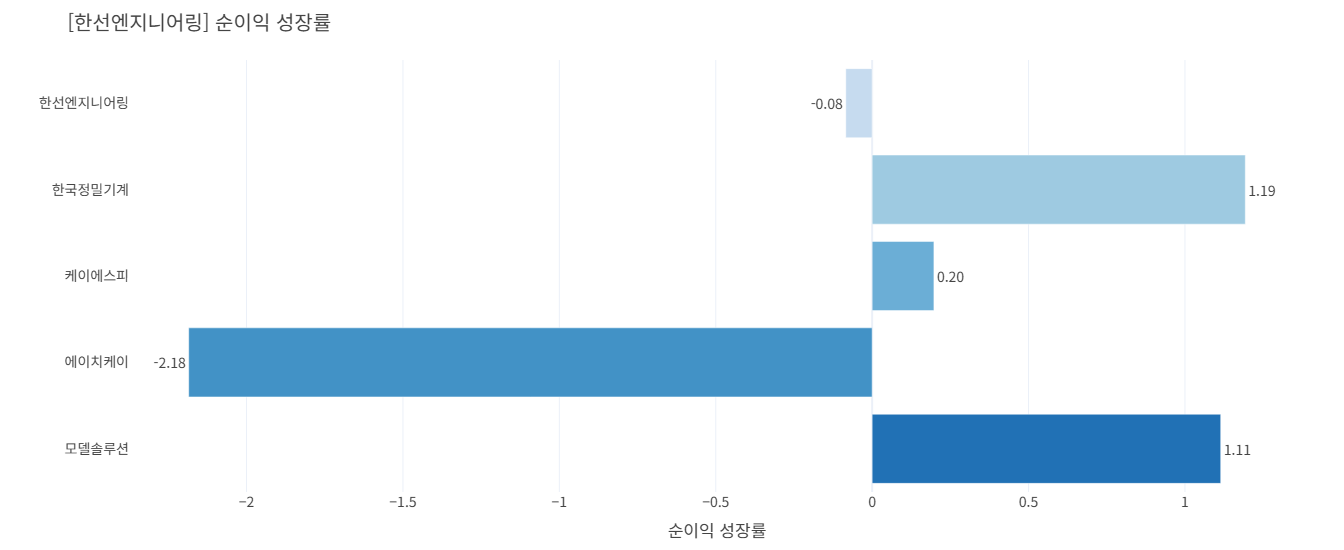 [한선엔지니어링] 순이익 성장률
한선엔지니어링
-0.08
한국정밀기계
1.19
케이에스피
0.20
에이치케이
-2.18
모델솔루션
1.11
−2
−1.5
−1
−0.5
0
0.5
1
순이익 성장률